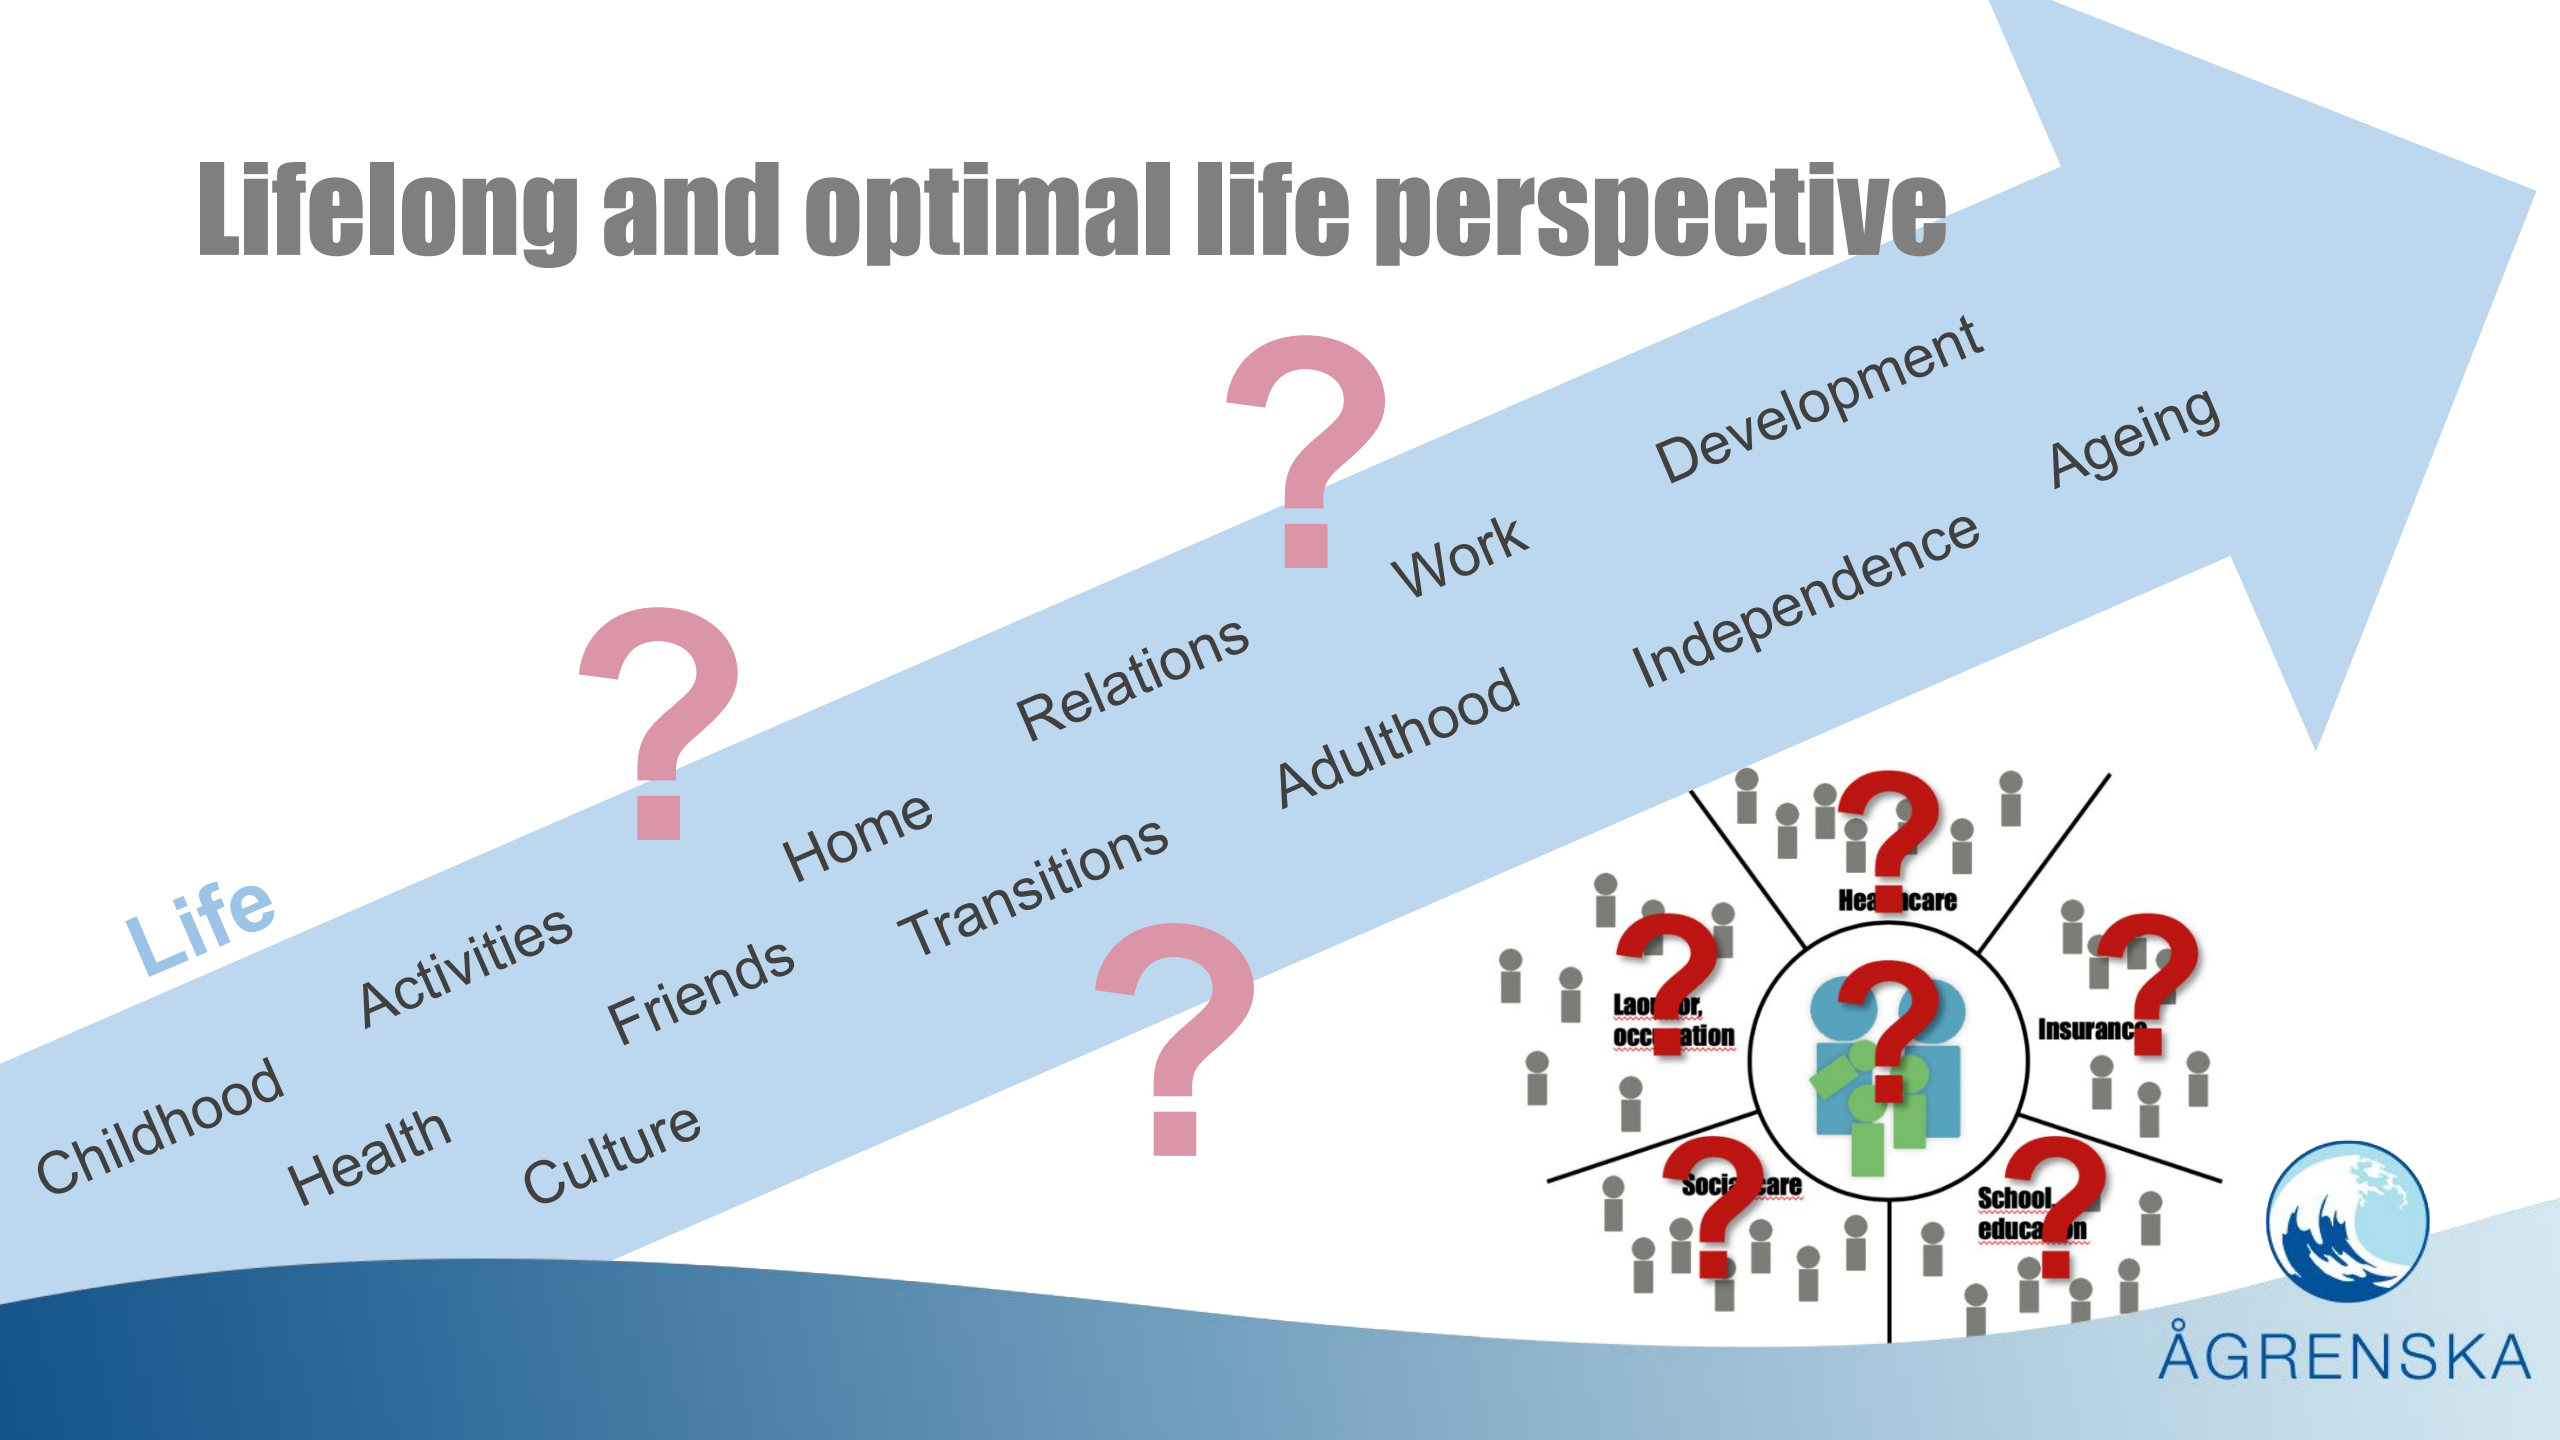 Lifelong and optimal life perspective
?
?
?
Life
Childhood
Activities
Health
Friends
Culture
Home
Transitions
Relations
Adulthood
Work
Independence
Development
Ageing
?
?
?
?
?
?
Insurance
School,
ÅGRENSKA